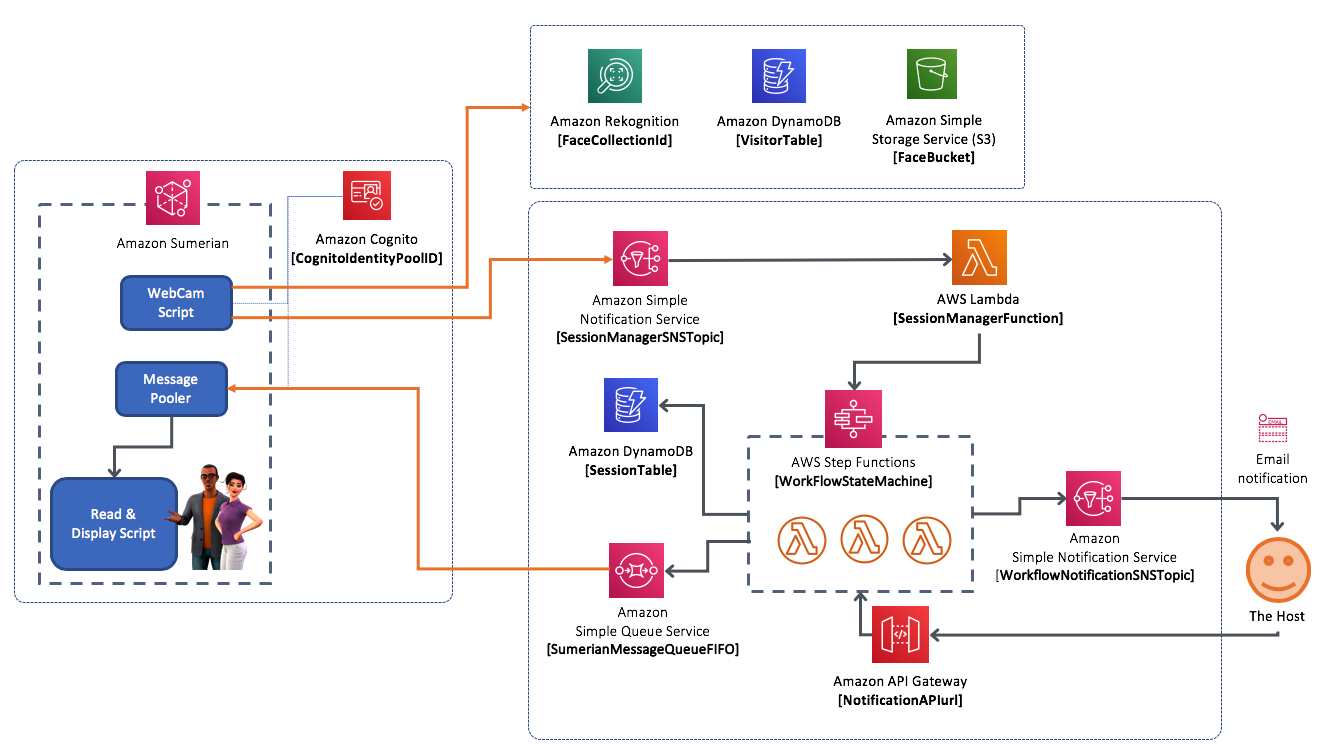 Amazon Rekognition
[FaceCollectionId]
Amazon DynamoDB
[VisitorTable]
Amazon Simple
Storage Service (S3)
[FaceBucket]
Amazon Sumerian
Amazon Cognito
[CognitoIdentityPoolID]
WebCam
Script
Message
Pooler
Read &
Display Script
Amazon Simple
Notification Service
[SessionManagerSNSTopic]
AWS Lambda
[SessionManagerFunction]
Amazon DynamoDB
[SessionTable]
AWS Step Functions
[WorkFlowStateMachine]
Amazon
Simple Queue Service
[SumerianMessageQueueFIFO]
Amazon
Simple Notification Service
[WorkflowNotificationSNSTopic]
Amazon API Gateway
[NotificationAPIurl]
EMAIL
Email
notification
The Host